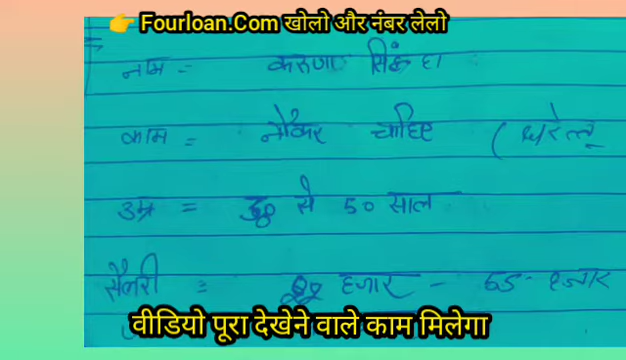 👉 Fourloan.Com खोलो और नंबर लेलो
नाम = करुणा
काम = नौकर चाहिए ( घरेलू
उम्र = से 50 साल
सैलरी = हजार - 65 - हजार
वीडियो पूरा देखेने वाले काम मिलेगा